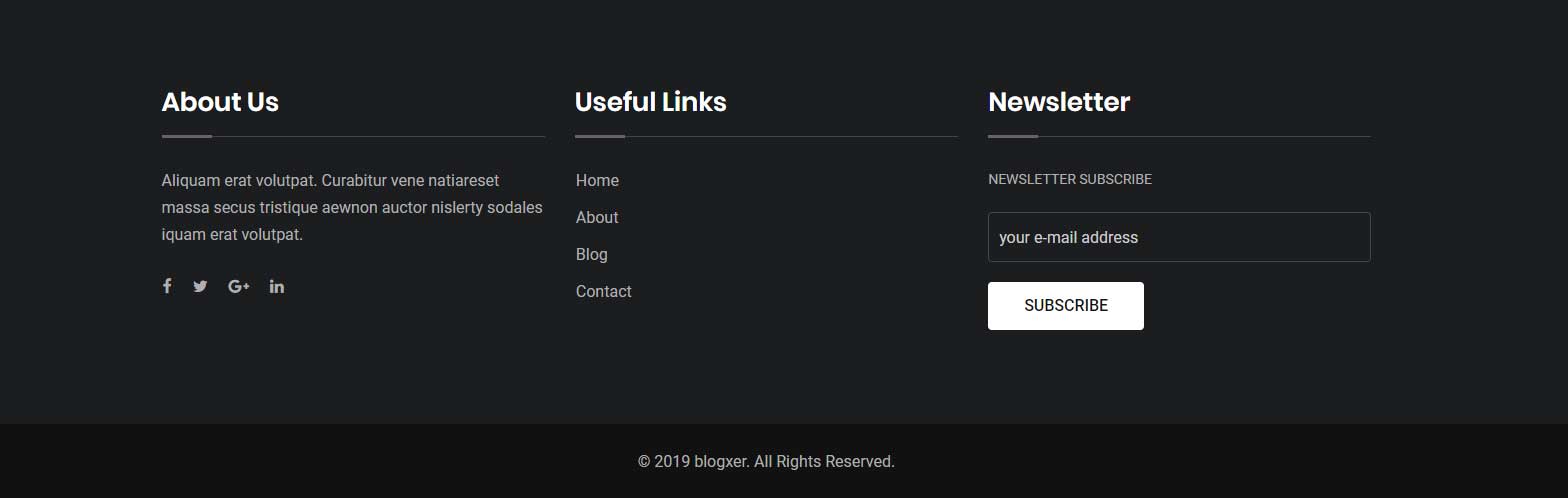 About Us
Aliquam erat volutpat. Curabitur vene natiareset
massa secus tristique aewnon auctor nislerty sodales
iquam erat volutpat.
Useful Links
Home
About
Blog
Contact
Newsletter
NEWSLETTER SUBSCRIBE
your e-mail address
SUBSCRIBE
© 2019 blogxer. All Rights Reserved.